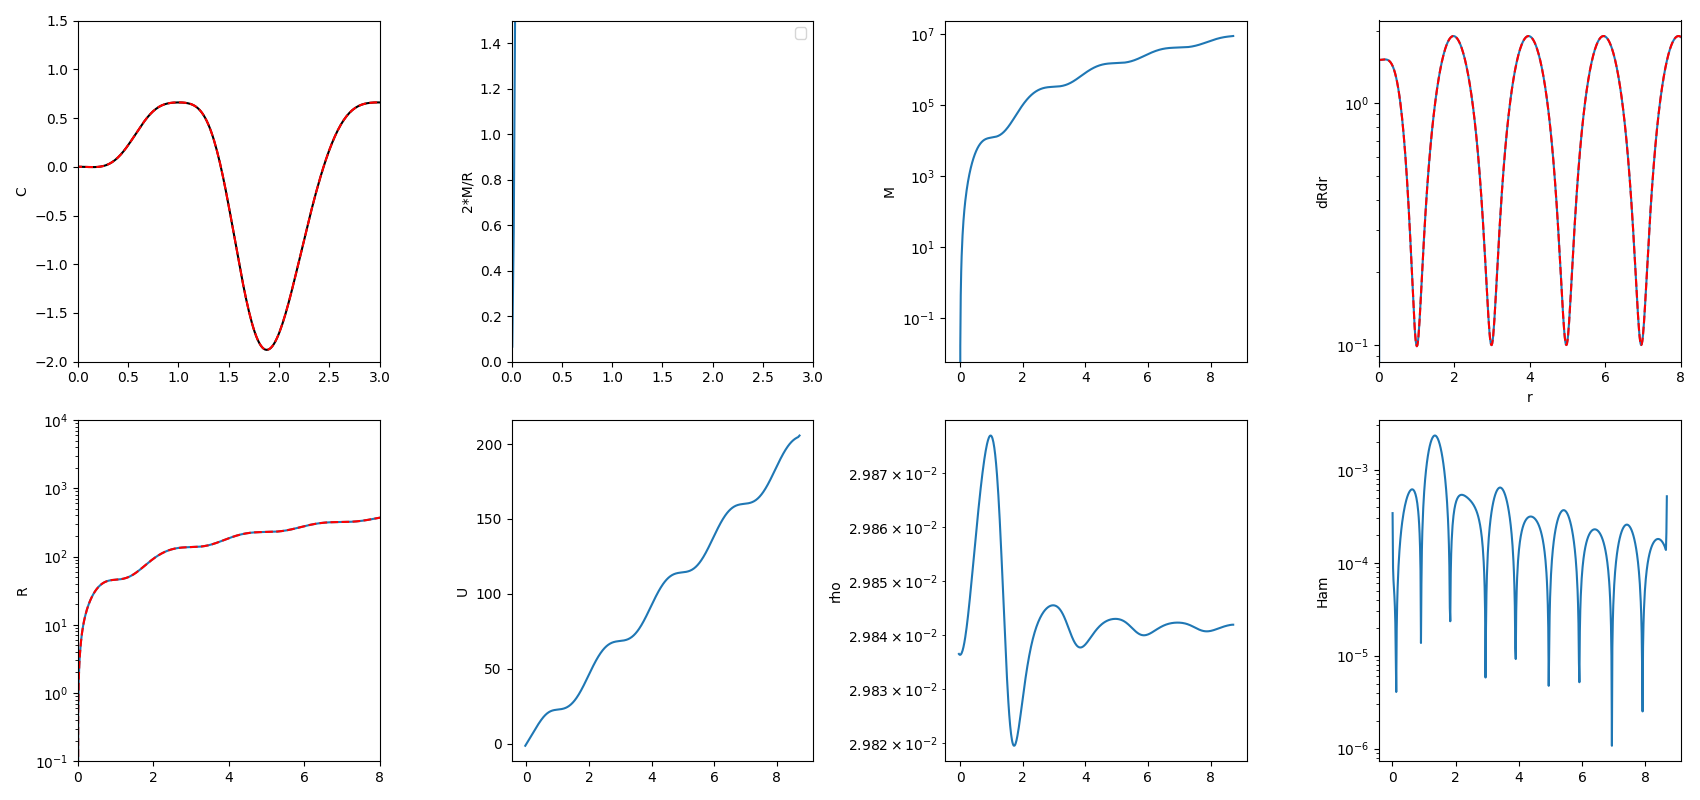 C
1.5
1.0
0.5
0.0
−0.5
−1.0
−1.5
−2.0
0.0 0.5 1.0 1.5 2.0 2.5 3.0
2*M/R
1.4
1.2
1.0
0.8
0.6
0.4
0.2
0.0
0.0 0.5 1.0 1.5 2.0 2.5 3.0
M
10⁷
10⁵
10³
10¹
10⁻¹
0 2 4 6 8
dRdr
10⁰
10⁻¹
0 2 4 6 8
r
R
10⁴
10³
10²
10¹
10⁰
10⁻¹
0 2 4 6 8
U
200
150
100
50
0
0 2 4 6 8
rho
2.987 × 10⁻²
2.986 × 10⁻²
2.985 × 10⁻²
2.984 × 10⁻²
2.983 × 10⁻²
2.982 × 10⁻²
0 2 4 6 8
Ham
10⁻³
10⁻⁴
10⁻⁵
10⁻⁶
0 2 4 6 8